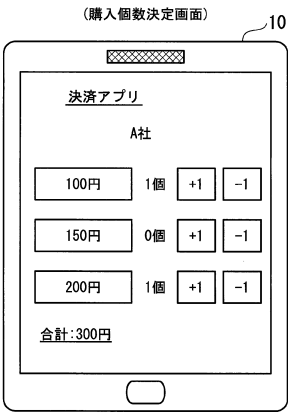 (購入個数決定画面)
10
決済アプリ
A社
100円 1個 +1 -1
150円 0個 +1 -1
200円 1個 +1 -1
合計:300円